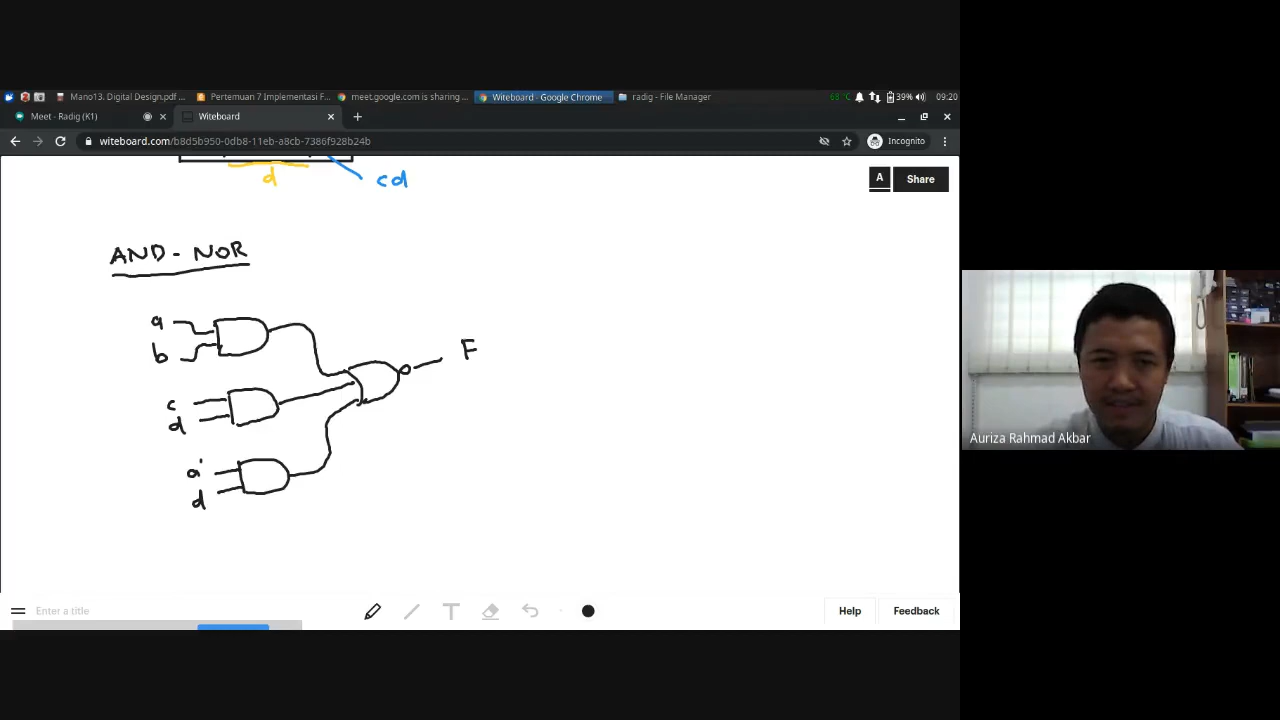 Mano13. Digital Design.pdf ...
Pertemuan 7 Implementasi F...
meet.google.com is sharing ...
Witeboard - Google Chrome
radig - File Manager
68 °C
39%
09:20
Meet - Radig (K1)
Witeboard
witeboard.com/b8d5b950-0db8-11eb-a8cb-7386f928b24b
Incognito
d
cd
A
Share
AND - NOR
a
b
F
c
d
a'
d
Auriza Rahmad Akbar
Enter a title
T
Help
Feedback